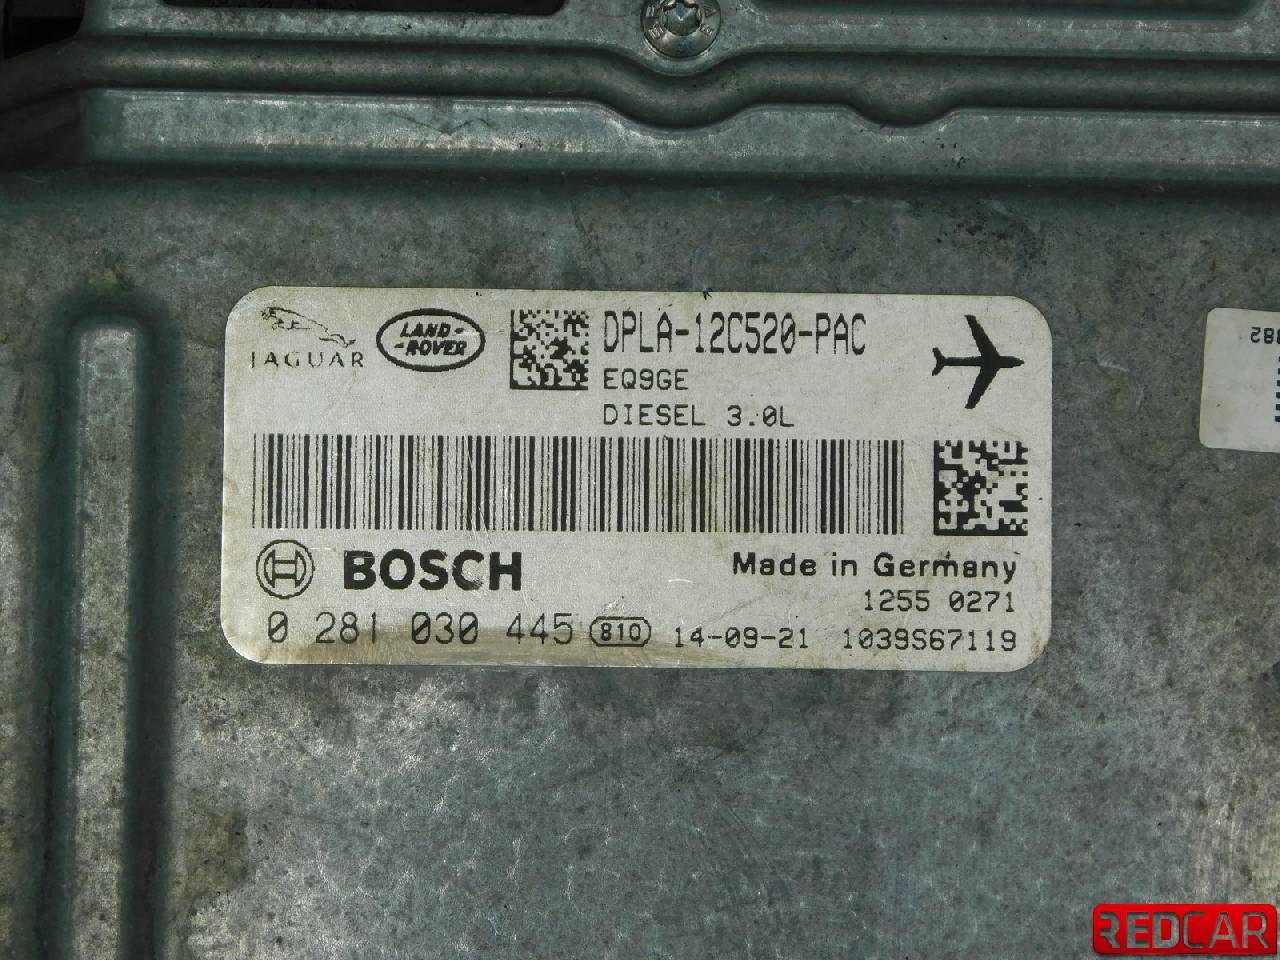 JAGUAR
LAND-
-ROVER
DPLA-12C520-PAC
EQ9GE
DIESEL 3.0L
BOSCH
Made in Germany
1255 0271
0 281 030 445 810 14-09-21 1039S67119
282
REDCAR